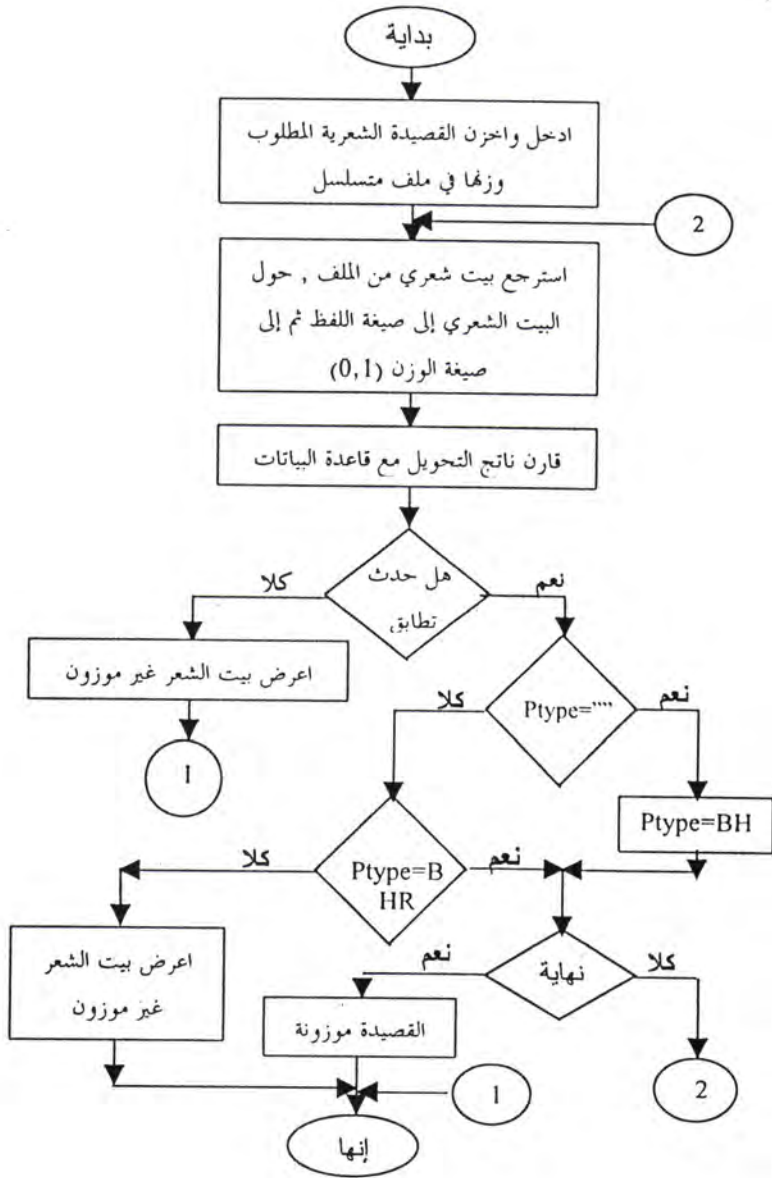 بداية
ادخل واخزن القصيدة الشعرية المطلوب
وزنها في ملف متسلسل
2
استرجع بيت شعري من الملف , حول
البيت الشعري إلى صيغة اللفظ ثم إلى
صيغة الوزن (0,1)
قارن ناتج التحويل مع قاعدة البياتات
هل حدث
تطابق
كلا
نعم
اعرض بيت الشعر غير موزون
1
Ptype=""
نعم
كلا
Ptype=BH
Ptype=B
HR
نعم
كلا
اعرض بيت الشعر
غير موزون
نهاية
نعم
كلا
القصيدة موزونة
1
2
إنها